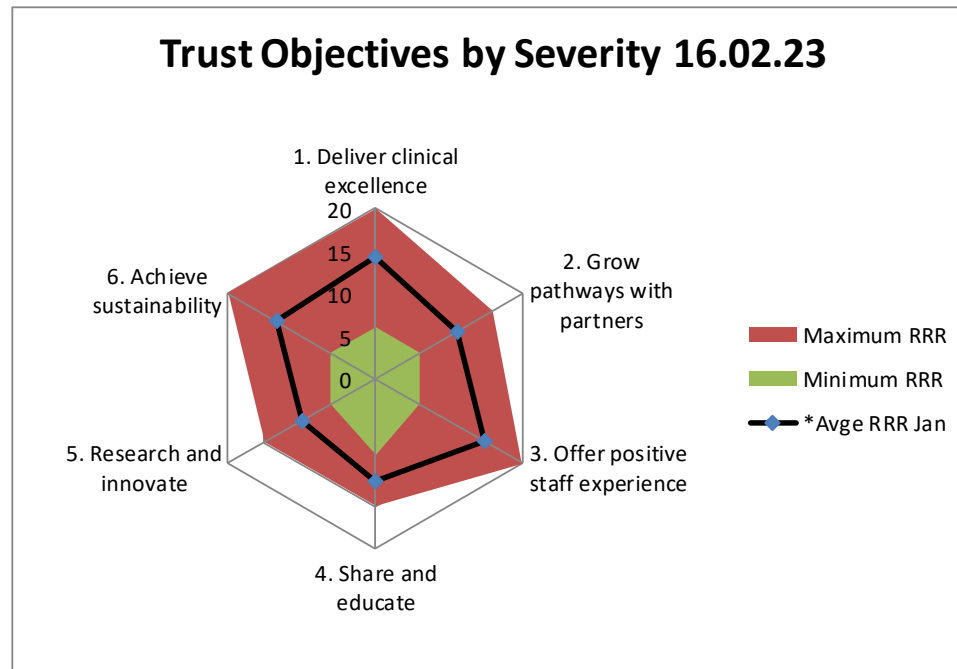 Trust Objectives by Severity 16.02.23
1. Deliver clinical
excellence
20
15
10
5
0
2. Grow
pathways with
partners
3. Offer positive
staff experience
4. Share and
educate
5. Research and
innovate
6. Achieve
sustainability
Maximum RRR
Minimum RRR
*Avge RRR Jan